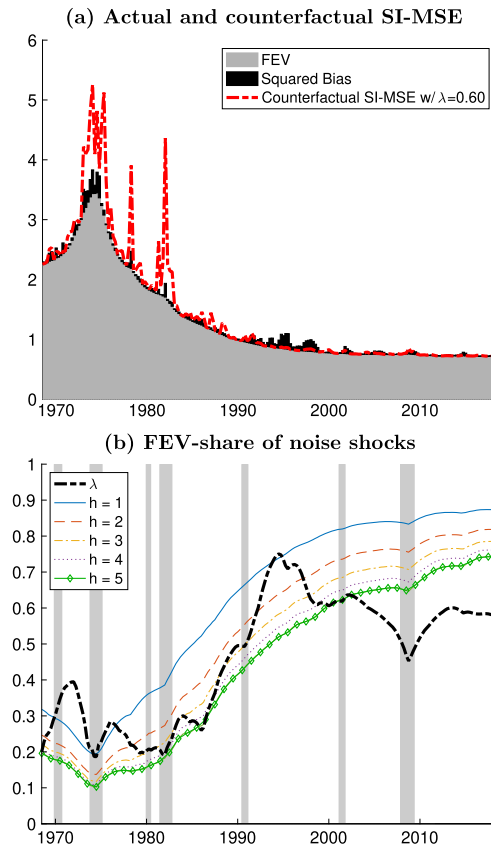 (a) Actual and counterfactual SI-MSE
6
5
4
3
2
1
0
FEV
Squared Bias
Counterfactual SI-MSE w/ λ=0.60
1970 1980 1990 2000 2010
(b) FEV-share of noise shocks
1
0.9
0.8
0.7
0.6
0.5
0.4
0.3
0.2
0.1
0
λ
h = 1
h = 2
h = 3
h = 4
h = 5
1970 1980 1990 2000 2010